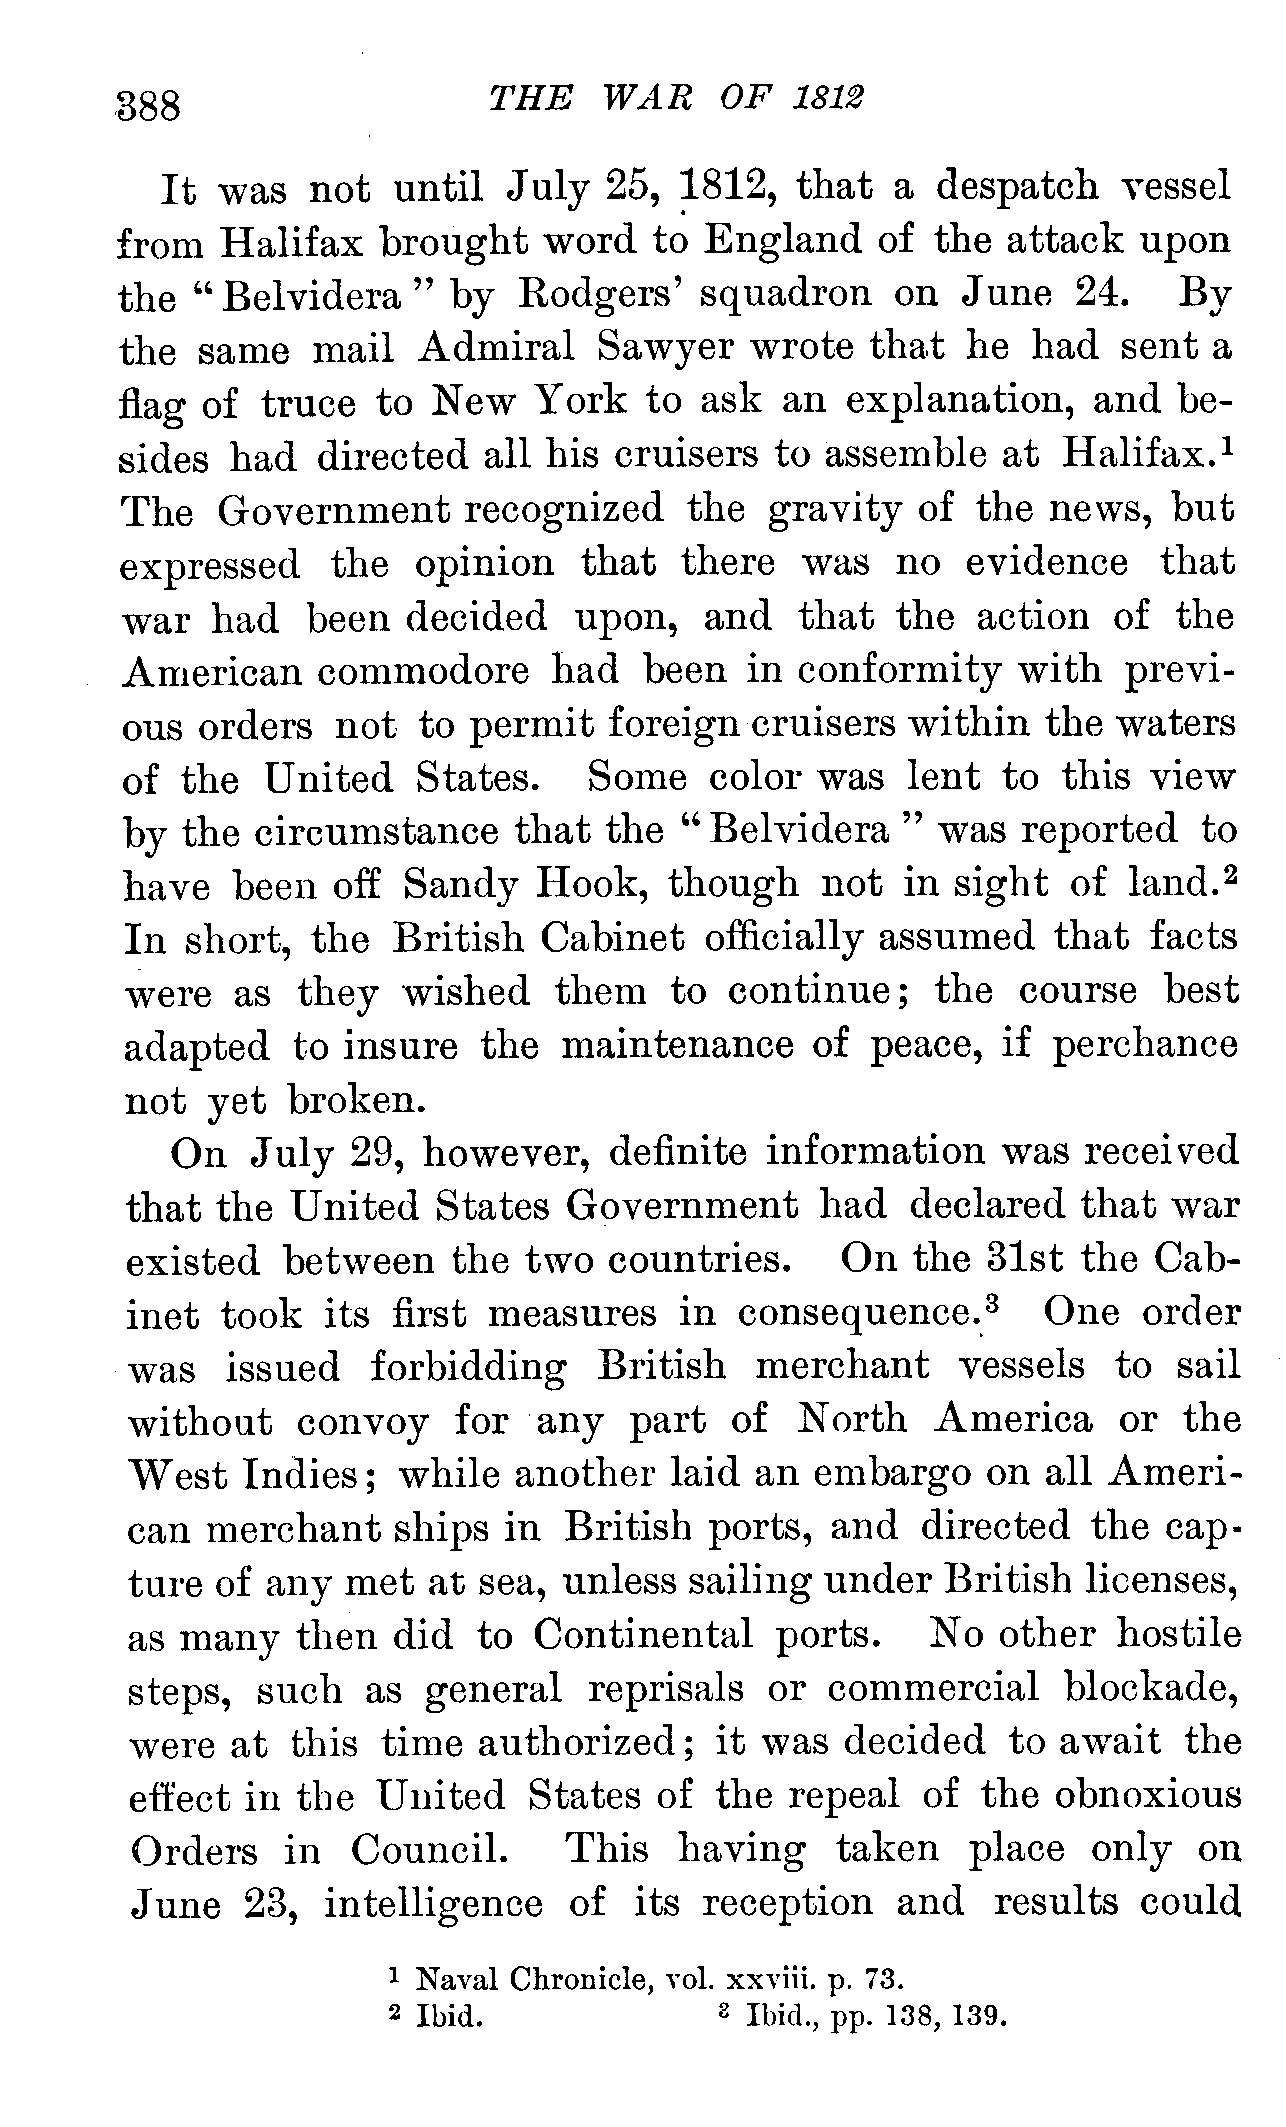 388 THE WAR OF 1812
It was not until July 25, 1812, that a despatch vessel
from Halifax brought word to England of the attack upon
the “Belvidera” by Rodgers’ squadron on June 24. By
the same mail Admiral Sawyer wrote that he had sent a
flag of truce to New York to ask an explanation, and be-
sides had directed all his cruisers to assemble at Halifax.¹
The Government recognized the gravity of the news, but
expressed the opinion that there was no evidence that
war had been decided upon, and that the action of the
American commodore had been in conformity with previ-
ous orders not to permit foreign cruisers within the waters
of the United States. Some color was lent to this view
by the circumstance that the “Belvidera” was reported to
have been off Sandy Hook, though not in sight of land.²
In short, the British Cabinet officially assumed that facts
were as they wished them to continue; the course best
adapted to insure the maintenance of peace, if perchance
not yet broken.
On July 29, however, definite information was received
that the United States Government had declared that war
existed between the two countries. On the 31st the Cab-
inet took its first measures in consequence.³ One order
was issued forbidding British merchant vessels to sail
without convoy for any part of North America or the
West Indies; while another laid an embargo on all Ameri-
can merchant ships in British ports, and directed the cap-
ture of any met at sea, unless sailing under British licenses,
as many then did to Continental ports. No other hostile
steps, such as general reprisals or commercial blockade,
were at this time authorized; it was decided to await the
effect in the United States of the repeal of the obnoxious
Orders in Council. This having taken place only on
June 23, intelligence of its reception and results could
¹ Naval Chronicle, vol. xxviii. p. 73.
² Ibid. ³ Ibid., pp. 138, 139.